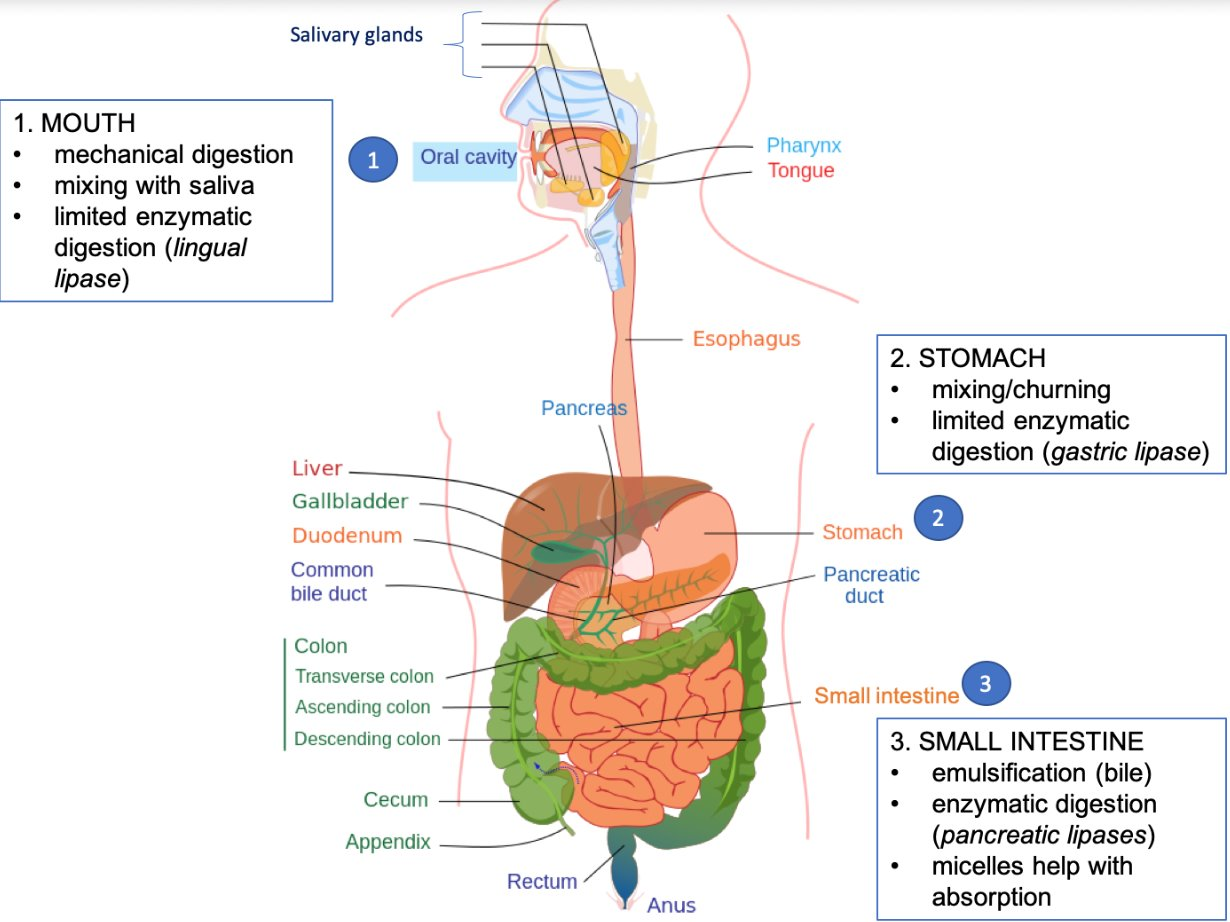 Salivary glands
1. MOUTH
• mechanical digestion
• mixing with saliva
• limited enzymatic
digestion (lingual
lipase)
1
Oral cavity
Pharynx
Tongue
Esophagus
2. STOMACH
• mixing/churning
• limited enzymatic
digestion (gastric lipase)
Pancreas
Liver
Gallbladder
Duodenum
Common
bile duct
Stomach
2
Pancreatic
duct
Colon
Transverse colon
Ascending colon
Descending colon
Small intestine
3
3. SMALL INTESTINE
• emulsification (bile)
• enzymatic digestion
(pancreatic lipases)
• micelles help with
absorption
Cecum
Appendix
Rectum
Anus